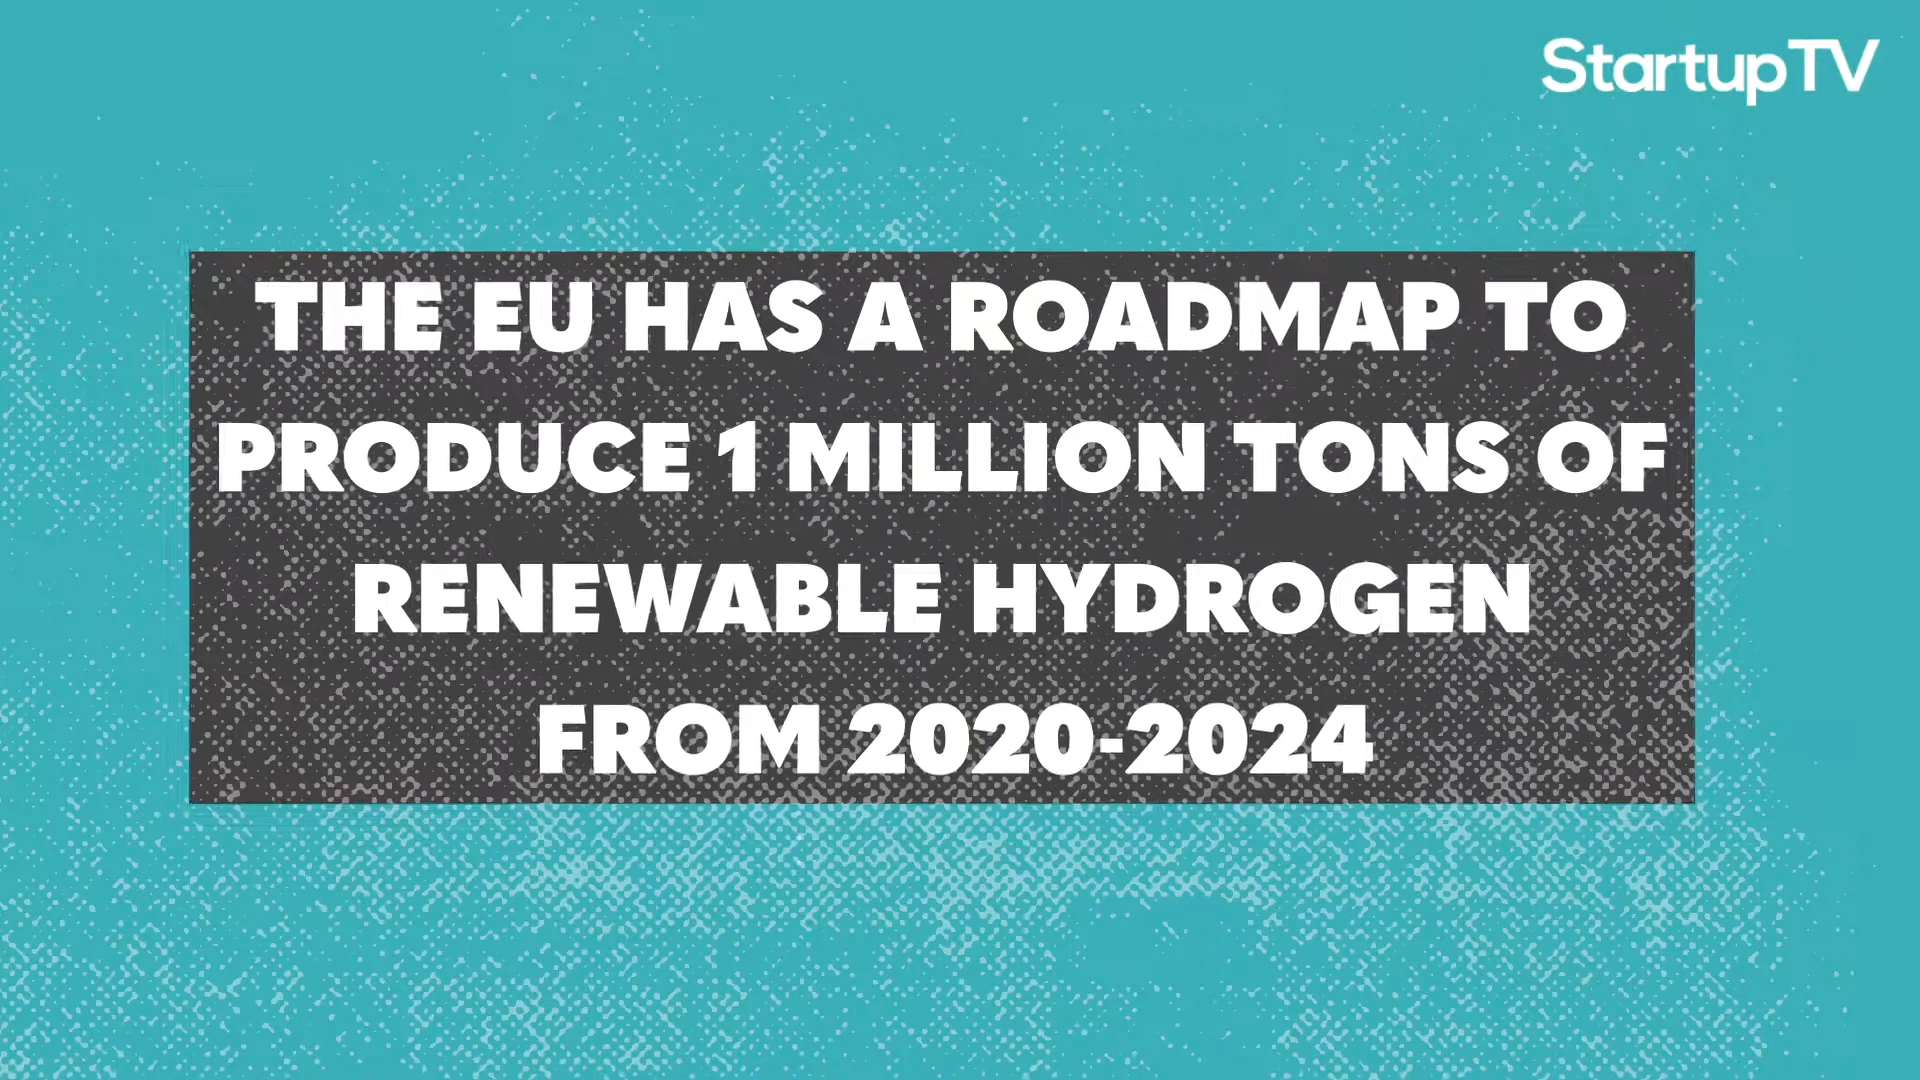 StartupTV
THE EU HAS A ROADMAP TO
PRODUCE 1 MILLION TONS OF
RENEWABLE HYDROGEN
FROM 2020-2024